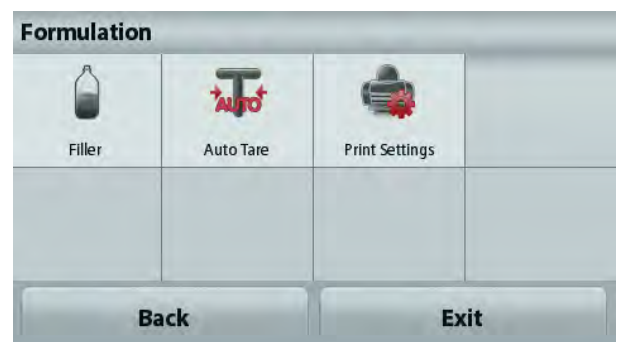 Formulation
AUTO
Filler
Auto Tare
Print Settings
Back
Exit